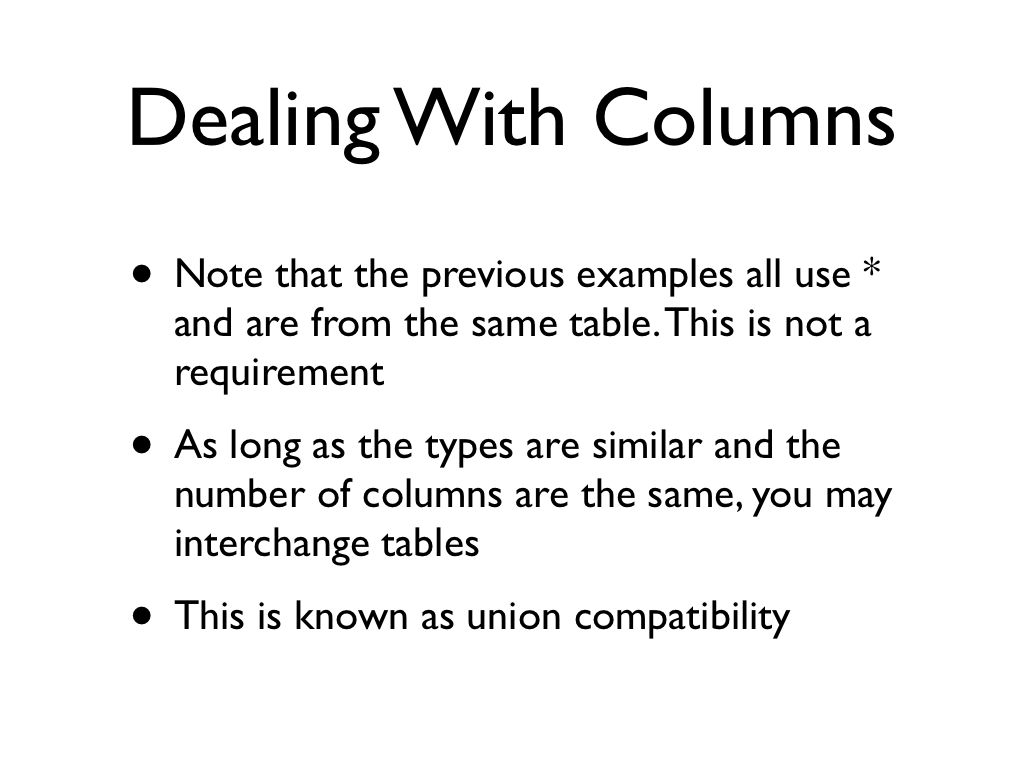 Dealing With Columns
• Note that the previous examples all use *
and are from the same table. This is not a
requirement
• As long as the types are similar and the
number of columns are the same, you may
interchange tables
• This is known as union compatibility